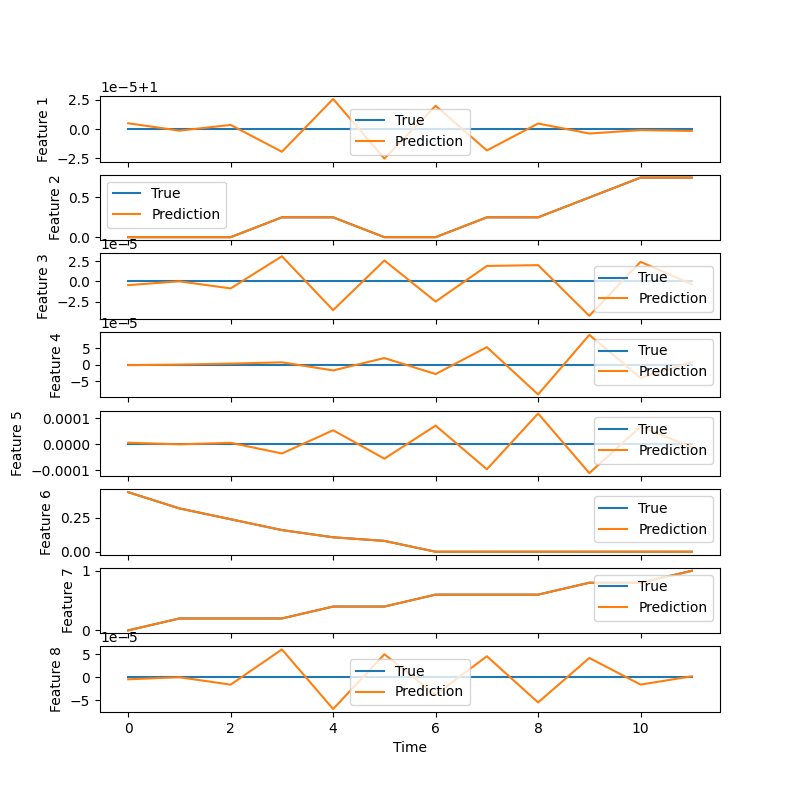 1e−5+1
Feature 1
2.5
0.0
−2.5
True
Prediction
Feature 2
0.5
0.0
True
Prediction
1e−5
Feature 3
2.5
0.0
−2.5
True
Prediction
1e−5
Feature 4
5
0
−5
True
Prediction
Feature 5
0.0001
0.0000
−0.0001
True
Prediction
Feature 6
0.25
0.00
True
Prediction
Feature 7
1
0
True
Prediction
1e−5
Feature 8
5
0
−5
True
Prediction
0 2 4 6 8 10
Time